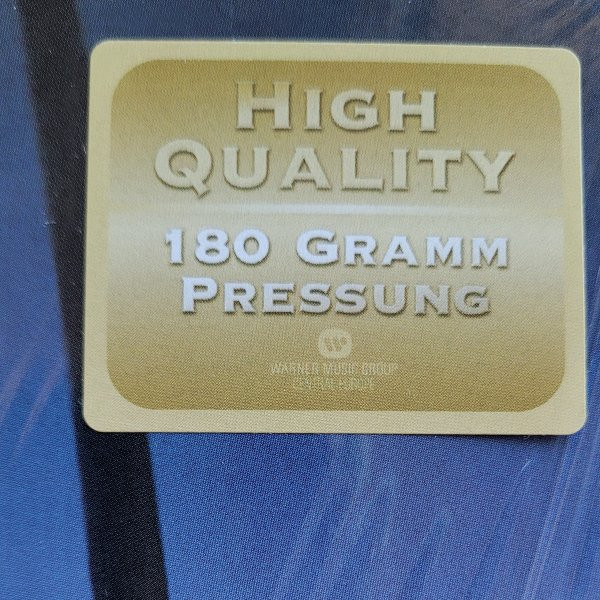 HIGH
QUALITY
180 GRAMM
PRESSUNG
WARNER MUSIC GROUP
CENTRAL EUROPE